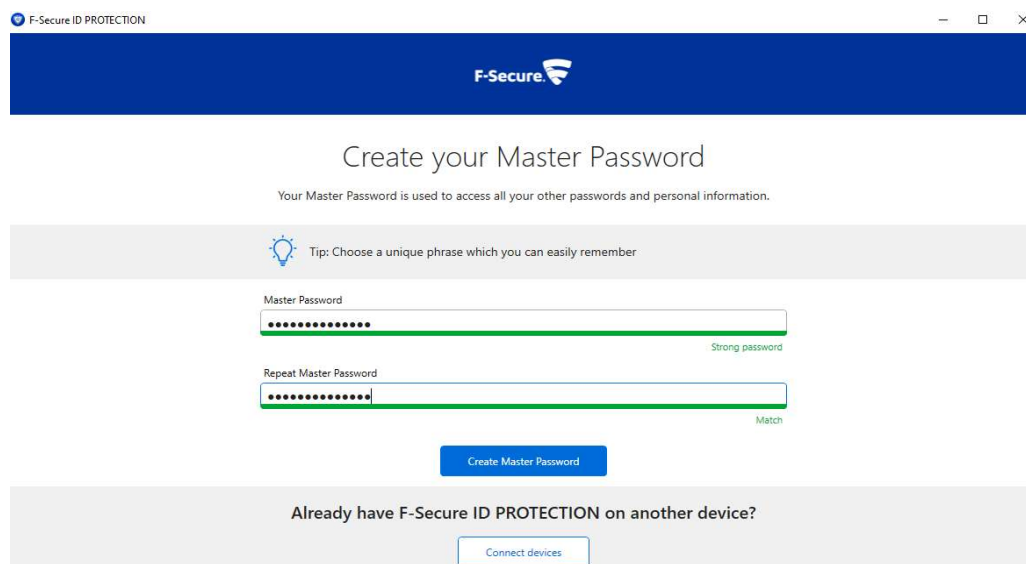 F-Secure ID PROTECTION
F-Secure.
Create your Master Password
Your Master Password is used to access all your other passwords and personal information.
Tip: Choose a unique phrase which you can easily remember
Master Password
●●●●●●●●●●●●●●
Strong password
Repeat Master Password
●●●●●●●●●●●●●●
Match
Create Master Password
Already have F-Secure ID PROTECTION on another device?
Connect devices